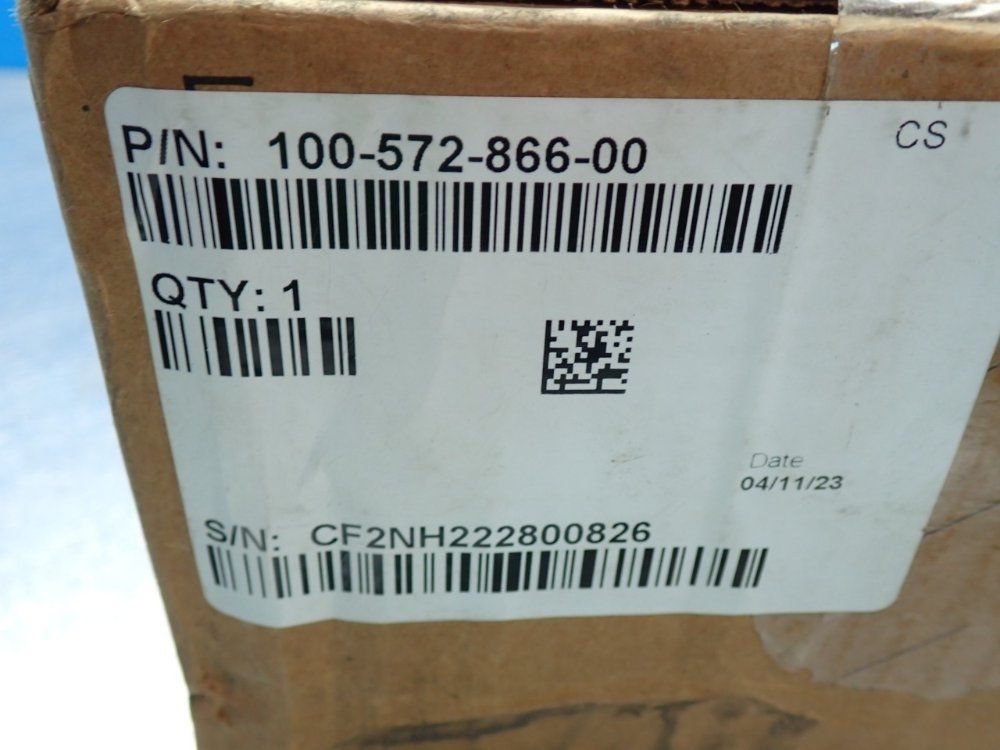 P/N: 100-572-866-00
CS
QTY: 1
Date
04/11/23
S/N: CF2NH222800826